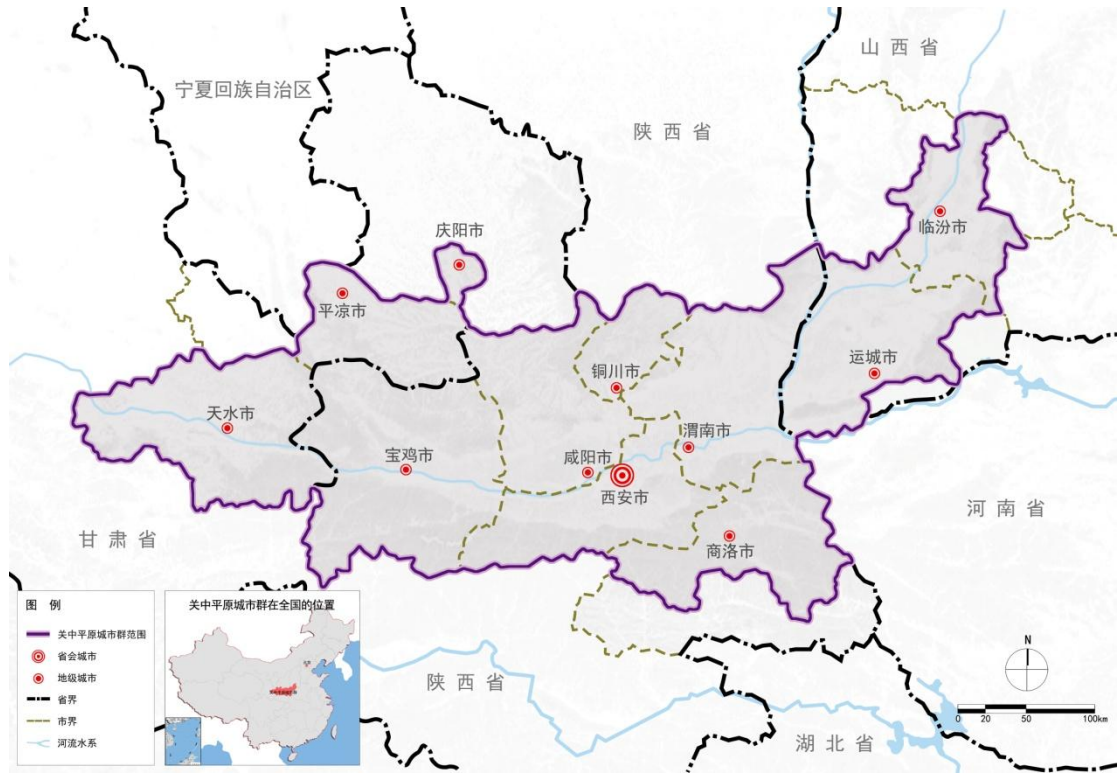 山西省
宁夏回族自治区
陕西省
临汾市
庆阳市
平凉市
运城市
铜川市
天水市
渭南市
宝鸡市
咸阳市
西安市
河南省
甘肃省
商洛市
图 例
关中平原城市群范围
省会城市
地级城市
省界
市界
河流水系
关中平原城市群在全国的位置
陕西省
湖北省
N
0 20 50 100km